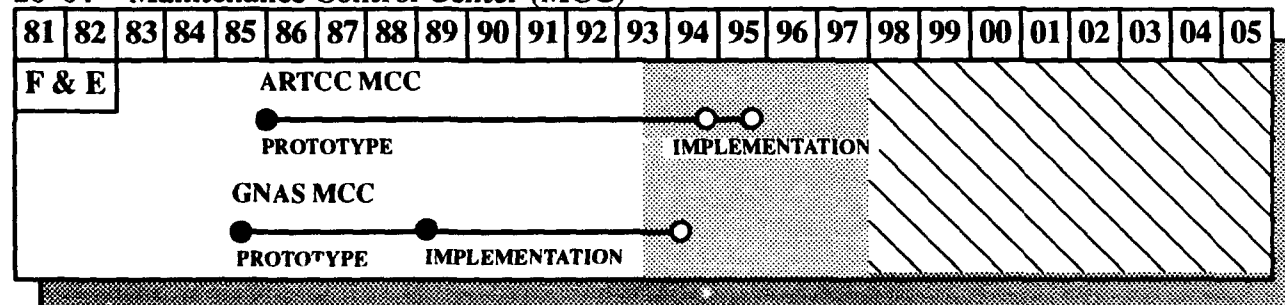 Maintenance Control Center (MCC)
81 82 83 84 85 86 87 88 89 90 91 92 93 94 95 96 97 98 99 00 01 02 03 04 05
F & E
ARTCC MCC
PROTOTYPE IMPLEMENTATION
GNAS MCC
PROTOTYPE IMPLEMENTATION